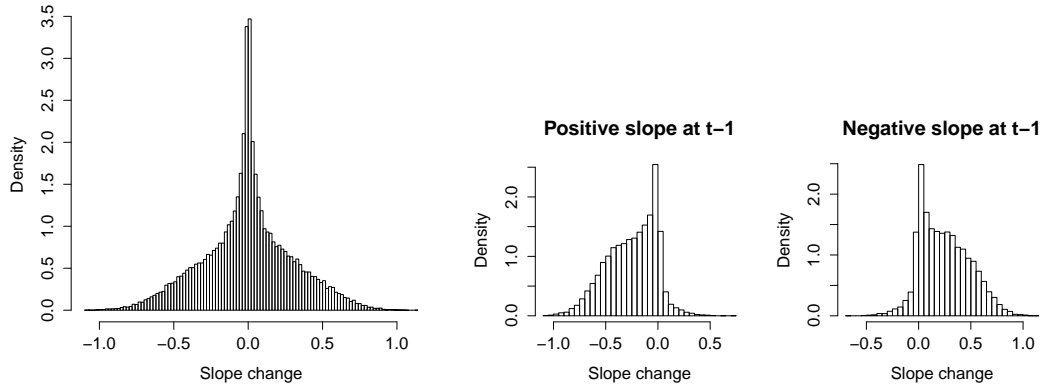 Density
0.0 0.5 1.0 1.5 2.0 2.5 3.0 3.5
−1.0 −0.5 0.0 0.5 1.0
Slope change
Positive slope at t−1
Density
0.0 1.0 2.0
−1.0 −0.5 0.0 0.5
Slope change
Negative slope at t−1
Density
0.0 1.0 2.0
−0.5 0.0 0.5 1.0
Slope change